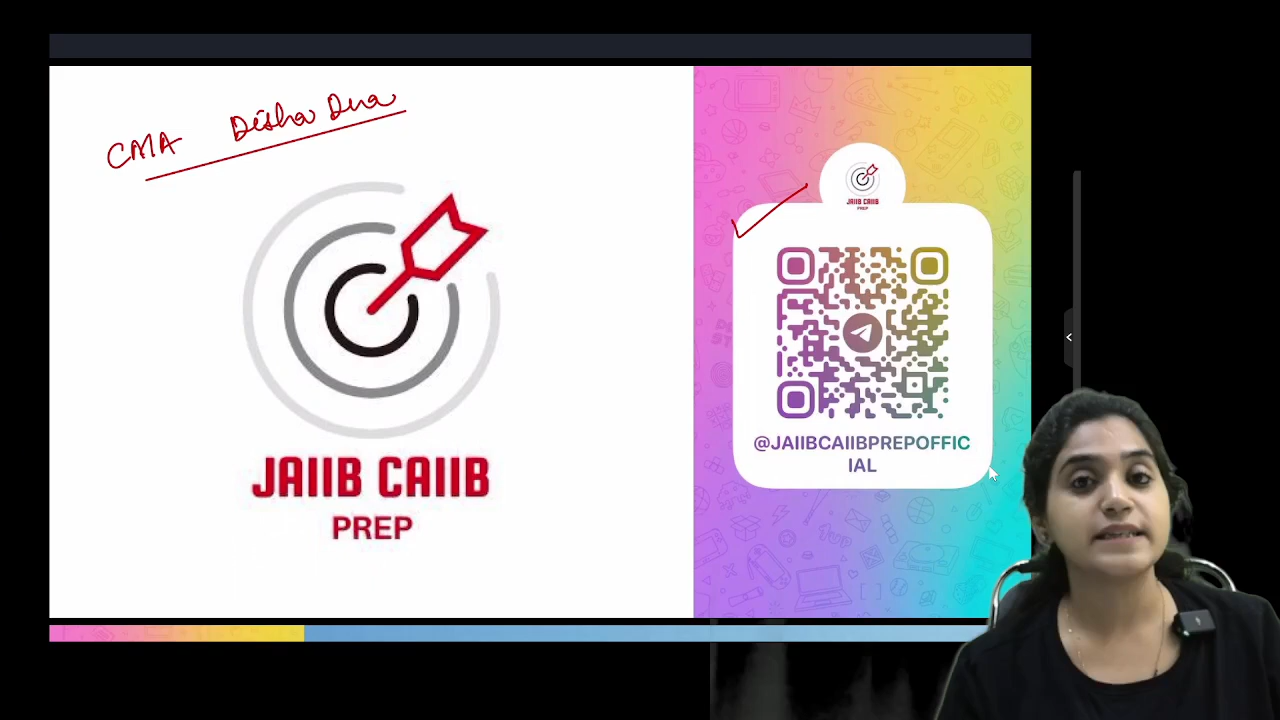 CMA Disha Dua
JAIIB CAIIB
PREP
JAIIB CAIIB
PREP
@JAIIBCAIIBPREPOFFIC
IAL